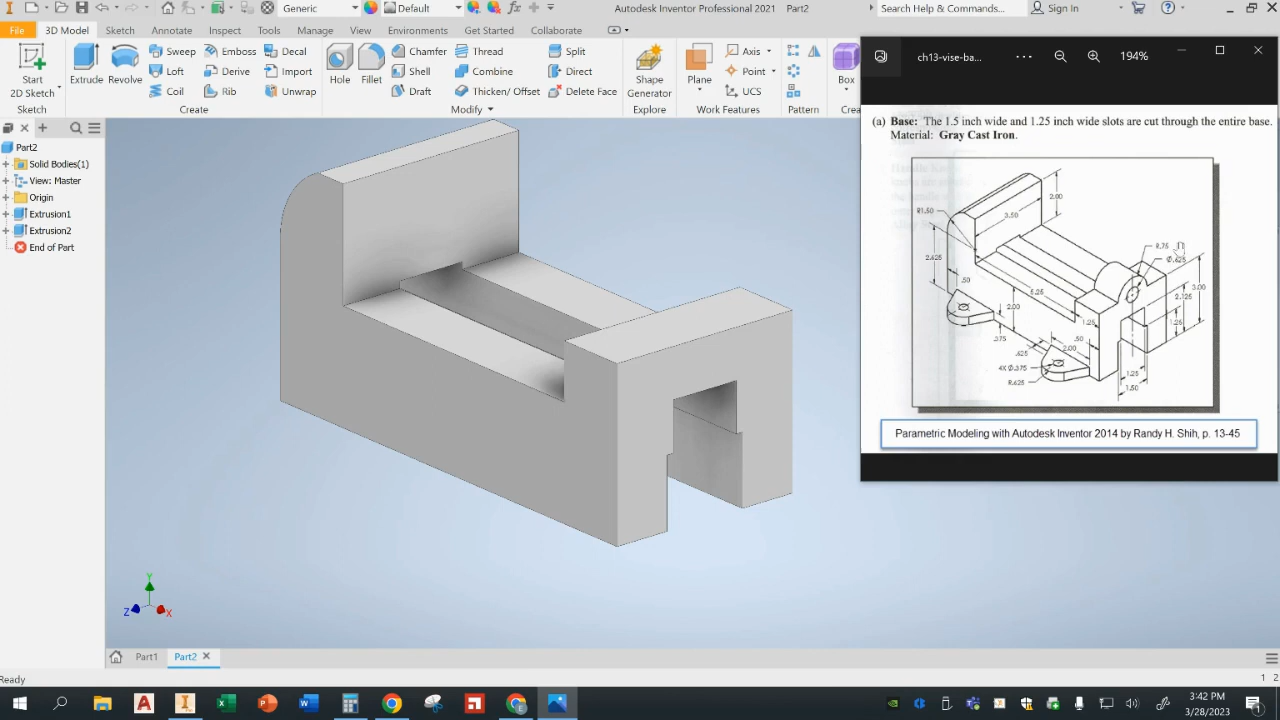 Generic
Default
Autodesk Inventor Professional 2021 Part2
Search Help & Commands...
Sign In
File
3D Model
Sketch
Annotate
Inspect
Tools
Manage
View
Environments
Get Started
Collaborate
Start
2D Sketch
Sketch
Extrude
Revolve
Sweep
Loft
Coil
Emboss
Derive
Rib
Decal
Import
Unwrap
Create
Hole
Fillet
Chamfer
Shell
Draft
Thread
Combine
Thicken/ Offset
Split
Direct
Delete Face
Modify
Shape
Generator
Explore
Plane
Axis
Point
UCS
Work Features
Pattern
Box
Crea
Part2
Solid Bodies(1)
View: Master
Origin
Extrusion1
Extrusion2
End of Part
ch13-vise-ba...
194%
(a) Base: The 1.5 inch wide and 1.25 inch wide slots are cut through the entire base.
Material: Gray Cast Iron.
2.00
R1.50
3.50
R.75
Ø.625
2.625
.50
5.25
3.00
2.125
2.00
1.25
1.25
.375
.50
.625
2.00
4X Ø.375
R.625
1.25
1.50
Parametric Modeling with Autodesk Inventor 2014 by Randy H. Shih, p. 13-45
Y
Z
X
Part1
Part2
Ready
1 2
3:42 PM
3/28/2023